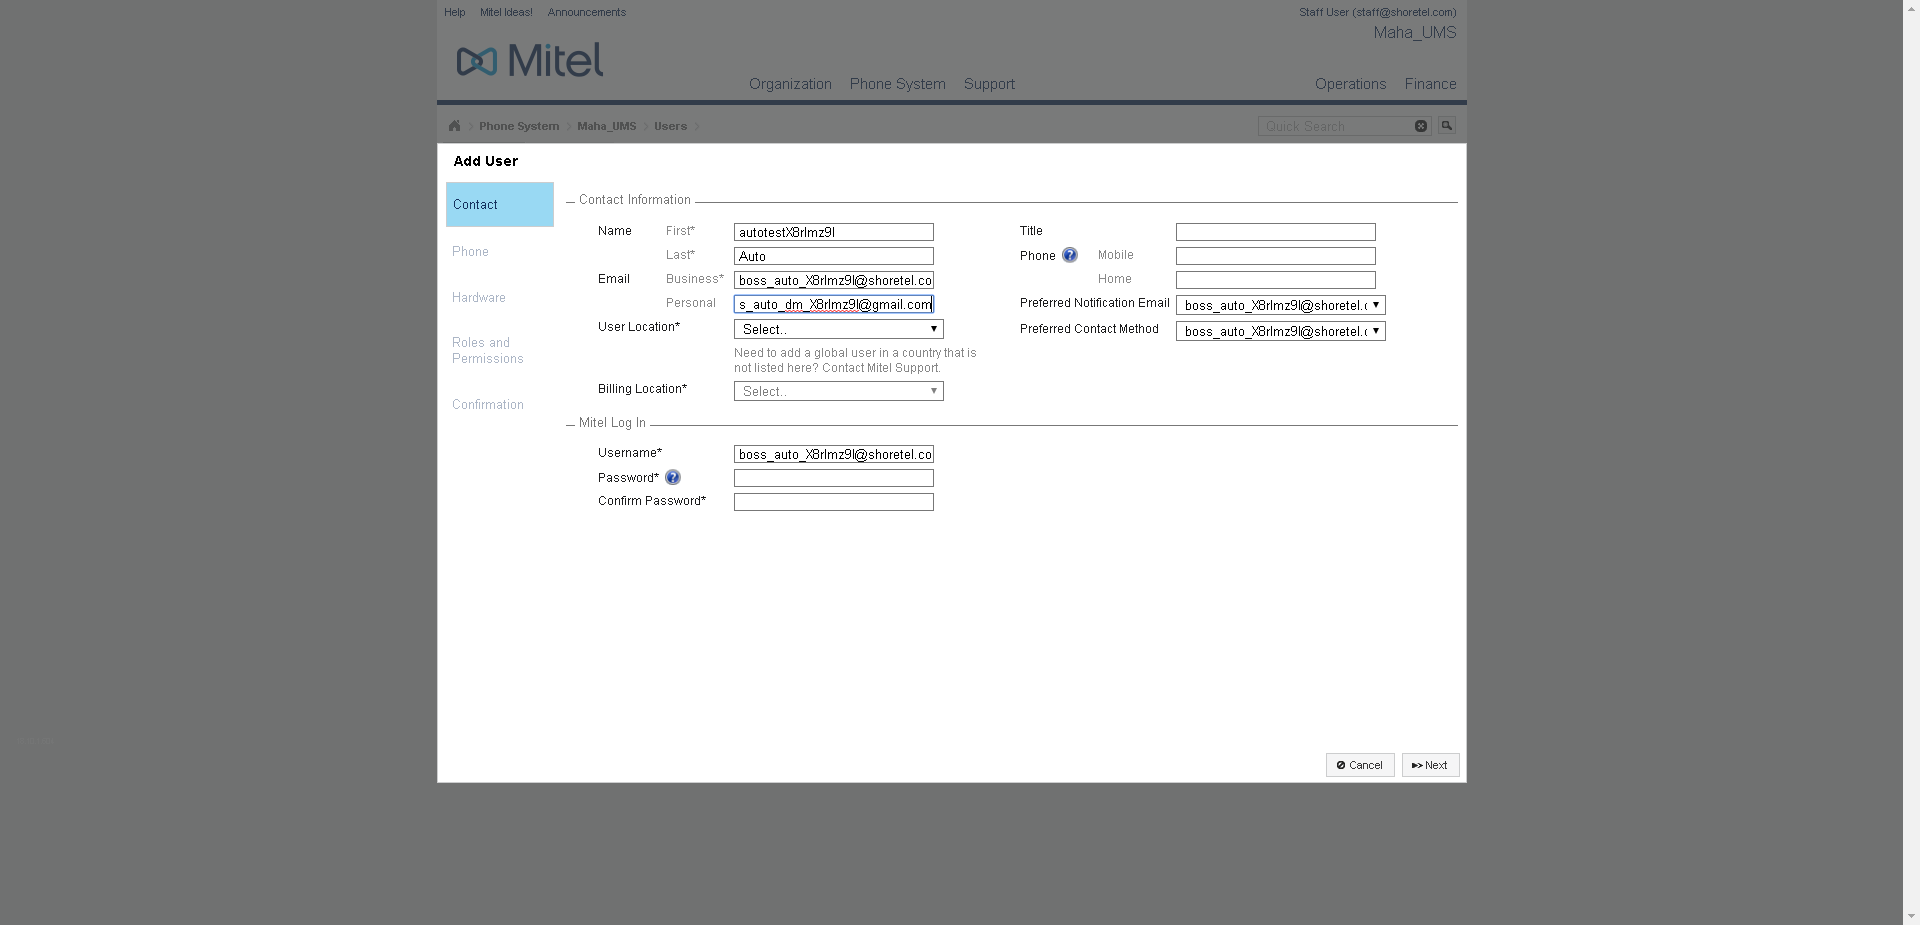 Help Mitel Ideas! Announcements Staff User (staff@shoretel.com)
Maha_UMS
Mitel
Organization Phone System Support Operations Finance
Phone System Maha_UMS Users Quick Search
Add User
Contact
Phone
Hardware
Roles and
Permissions
Confirmation
Contact Information
Name First* autotestX8rlmz9l Title
Last* Auto Phone Mobile
Email Business* boss_auto_X8rlmz9l@shoretel.co Home
Personal s_auto_dm_X8rlmz9l@gmail.com Preferred Notification Email boss_auto_X8rlmz9l@shoretel.c
User Location* Select.. Preferred Contact Method boss_auto_X8rlmz9l@shoretel.c
Need to add a global user in a country that is
not listed here? Contact Mitel Support.
Billing Location* Select..
Mitel Log In
Username* boss_auto_X8rlmz9l@shoretel.co
Password*
Confirm Password*
Cancel Next